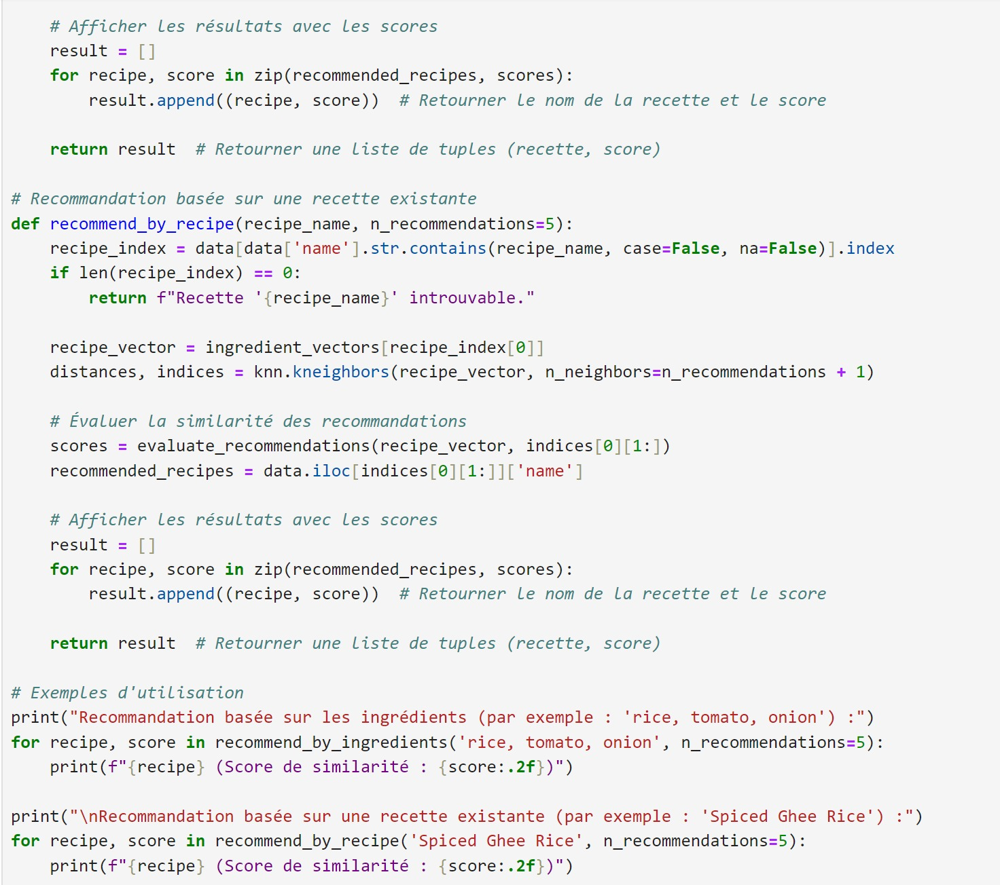 # Afficher les résultats avec les scores
    result = []
    for recipe, score in zip(recommended_recipes, scores):
        result.append((recipe, score))  # Retourner le nom de la recette et le score

    return result  # Retourner une liste de tuples (recette, score)

# Recommandation basée sur une recette existante
def recommend_by_recipe(recipe_name, n_recommendations=5):
    recipe_index = data[data['name'].str.contains(recipe_name, case=False, na=False)].index
    if len(recipe_index) == 0:
        return f"Recette '{recipe_name}' introuvable."

    recipe_vector = ingredient_vectors[recipe_index[0]]
    distances, indices = knn.kneighbors(recipe_vector, n_neighbors=n_recommendations + 1)

    # Évaluer la similarité des recommandations
    scores = evaluate_recommendations(recipe_vector, indices[0][1:])
    recommended_recipes = data.iloc[indices[0][1:]]['name']

    # Afficher les résultats avec les scores
    result = []
    for recipe, score in zip(recommended_recipes, scores):
        result.append((recipe, score))  # Retourner le nom de la recette et le score

    return result  # Retourner une liste de tuples (recette, score)

# Exemples d'utilisation
print("Recommandation basée sur les ingrédients (par exemple : 'rice, tomato, onion') :")
for recipe, score in recommend_by_ingredients('rice, tomato, onion', n_recommendations=5):
    print(f"{recipe} (Score de similarité : {score:.2f})")

print("\nRecommandation basée sur une recette existante (par exemple : 'Spiced Ghee Rice') :")
for recipe, score in recommend_by_recipe('Spiced Ghee Rice', n_recommendations=5):
    print(f"{recipe} (Score de similarité : {score:.2f})")